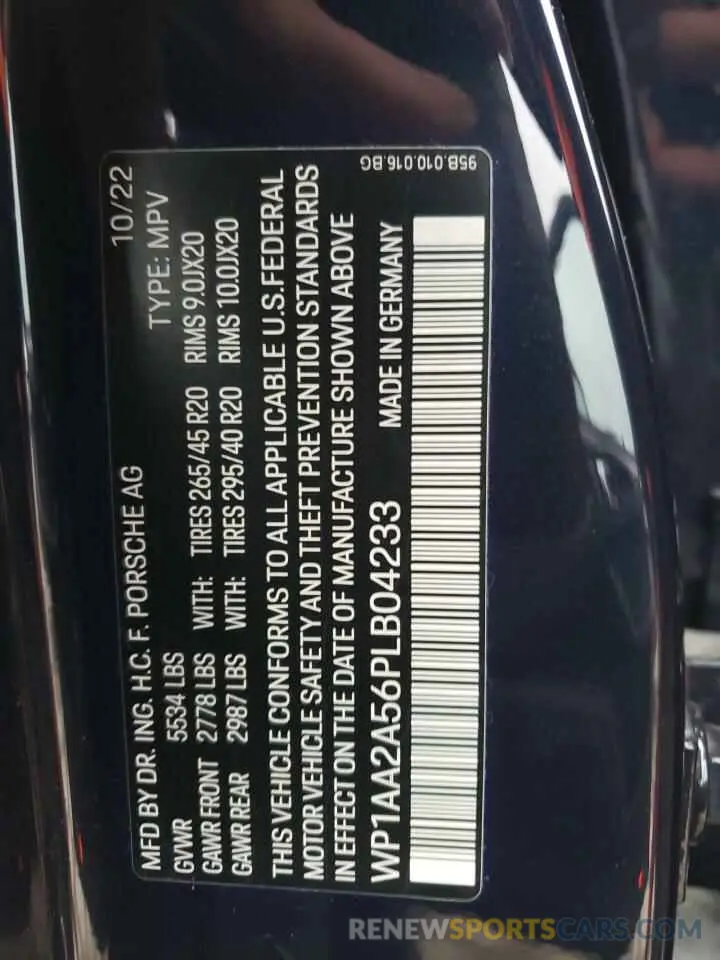 MFD BY DR. ING. H.C. F. PORSCHE AG 10/22
GVWR 5534 LBS TYPE: MPV
GAWR FRONT 2778 LBS WITH: TIRES 265/45 R20 RIMS 9.0JX20
GAWR REAR 2987 LBS WITH: TIRES 295/40 R20 RIMS 10.0JX20
THIS VEHICLE CONFORMS TO ALL APPLICABLE U.S.FEDERAL
MOTOR VEHICLE SAFETY AND THEFT PREVENTION STANDARDS
IN EFFECT ON THE DATE OF MANUFACTURE SHOWN ABOVE
WP1AA2A56PLB04233 MADE IN GERMANY
95B.010.016.BG
RENEWSPORTSCARS.COM